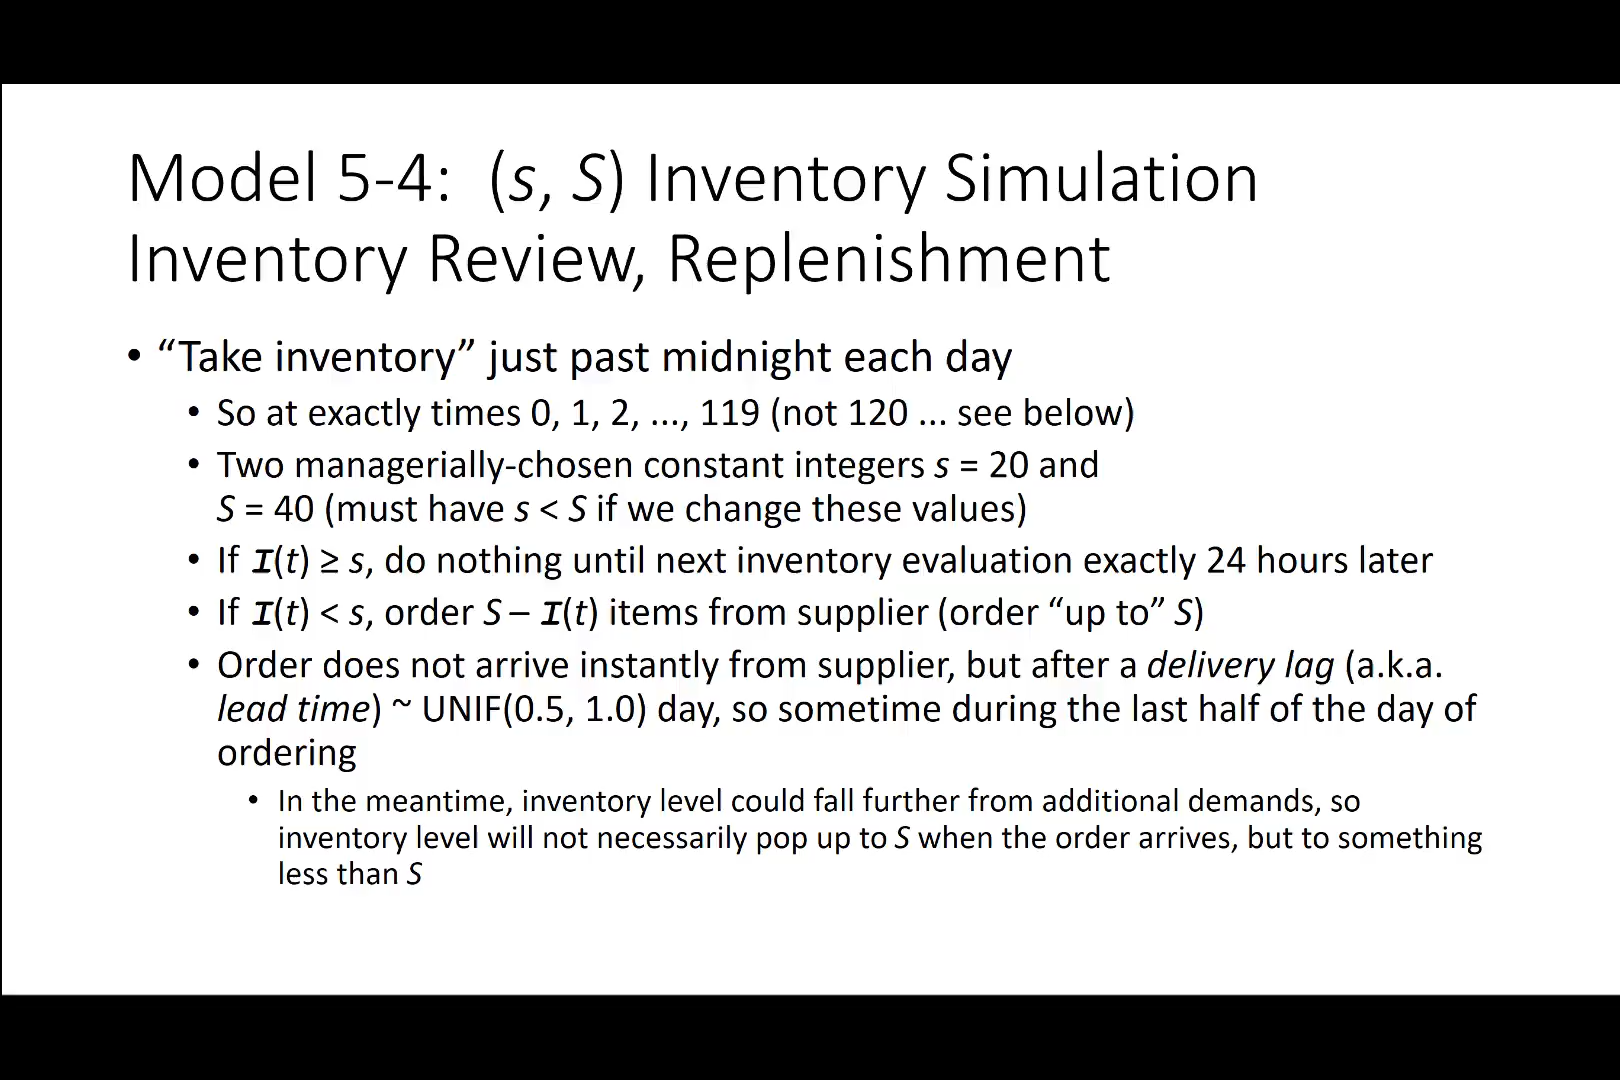 Model 5-4:  (s, S) Inventory Simulation
Inventory Review, Replenishment
• “Take inventory” just past midnight each day
• So at exactly times 0, 1, 2, ..., 119 (not 120 ... see below)
• Two managerially-chosen constant integers s = 20 and
S = 40 (must have s < S if we change these values)
• If I(t) ≥ s, do nothing until next inventory evaluation exactly 24 hours later
• If I(t) < s, order S – I(t) items from supplier (order “up to” S)
• Order does not arrive instantly from supplier, but after a delivery lag (a.k.a.
lead time) ~ UNIF(0.5, 1.0) day, so sometime during the last half of the day of
ordering
• In the meantime, inventory level could fall further from additional demands, so
inventory level will not necessarily pop up to S when the order arrives, but to something
less than S